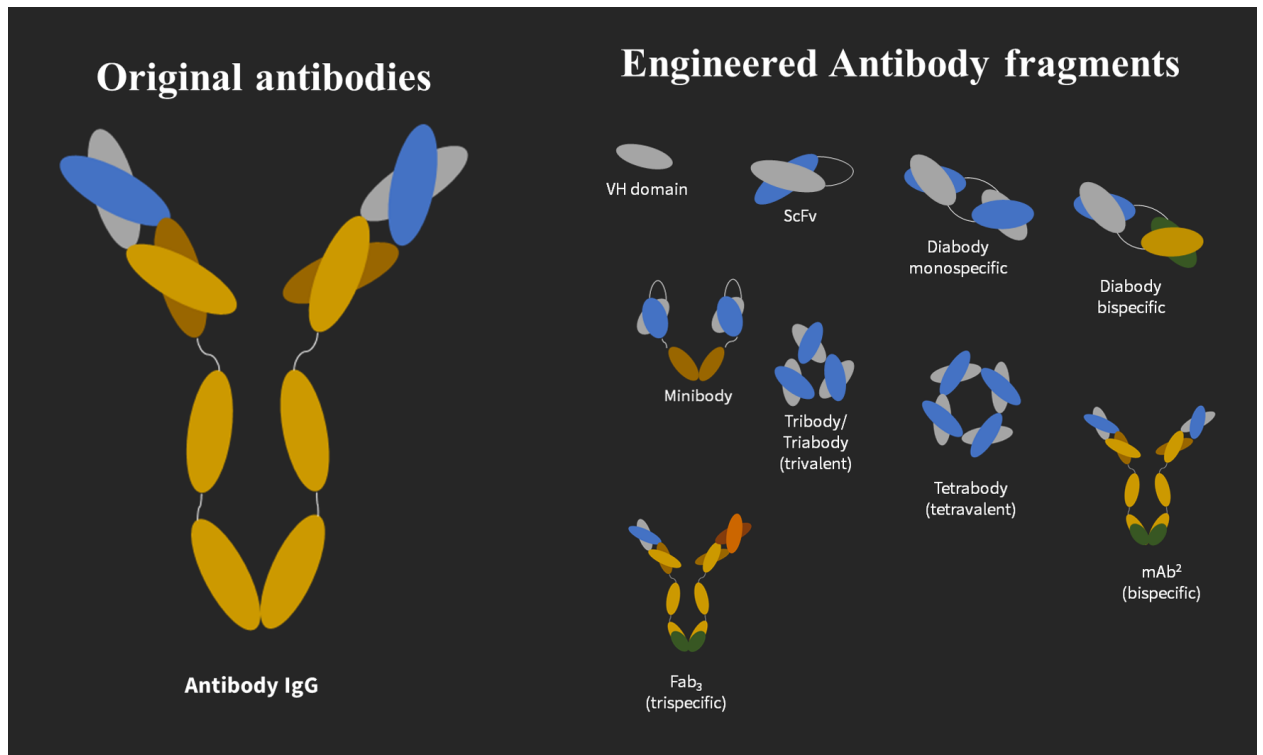 Original antibodies
Antibody IgG
Engineered Antibody fragments
VH domain
ScFv
Diabody
monospecific
Diabody
bispecific
Minibody
Tribody/
Triabody
(trivalent)
Tetrabody
(tetravalent)
mAb²
(bispecific)
Fab₃
(trispecific)